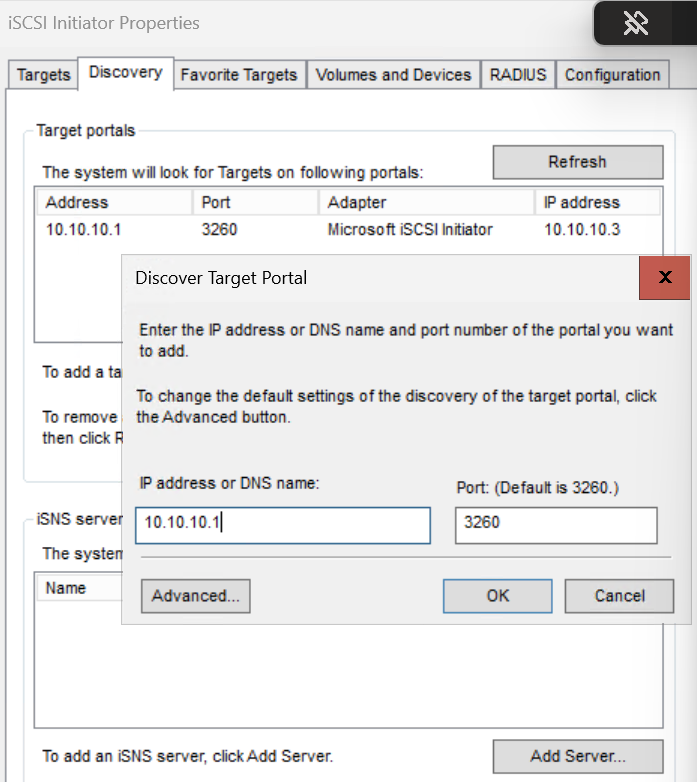 iSCSI Initiator Properties
Targets Discovery Favorite Targets Volumes and Devices RADIUS Configuration
Target portals
The system will look for Targets on following portals:
Refresh
Address Port Adapter IP address
10.10.10.1 3260 Microsoft iSCSI Initiator 10.10.10.3
Discover Target Portal
X
Enter the IP address or DNS name and port number of the portal you want
to add.
To change the default settings of the discovery of the target portal, click
the Advanced button.
IP address or DNS name:
Port: (Default is 3260.)
10.10.10.1
3260
Advanced...
OK
Cancel
To add a ta
To remove
then click R
iSNS server
The system
Name
To add an iSNS server, click Add Server.
Add Server...